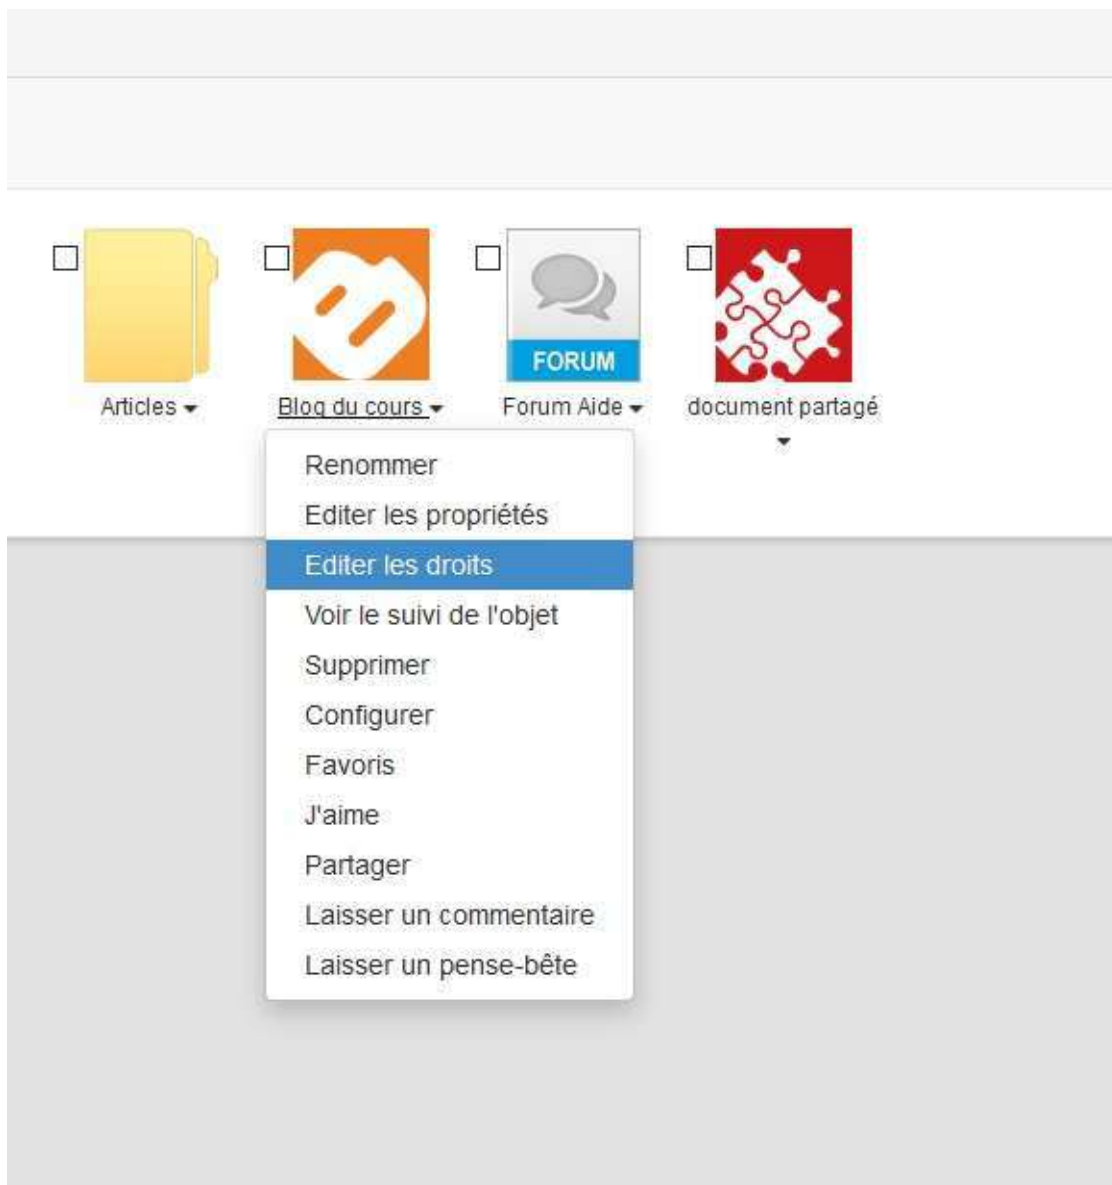 FORUM
Articles
Blog du cours
Forum Aide
document partagé
Renommer
Editer les propriétés
Editer les droits
Voir le suivi de l'objet
Supprimer
Configurer
Favoris
J'aime
Partager
Laisser un commentaire
Laisser un pense-bête